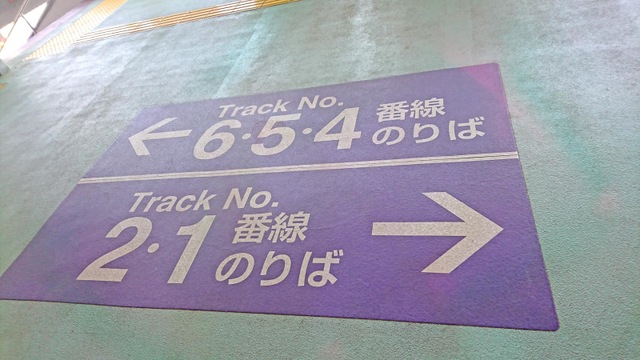 Track No.
← 6・5・4 番線のりば
Track No.
2・1 番線のりば →